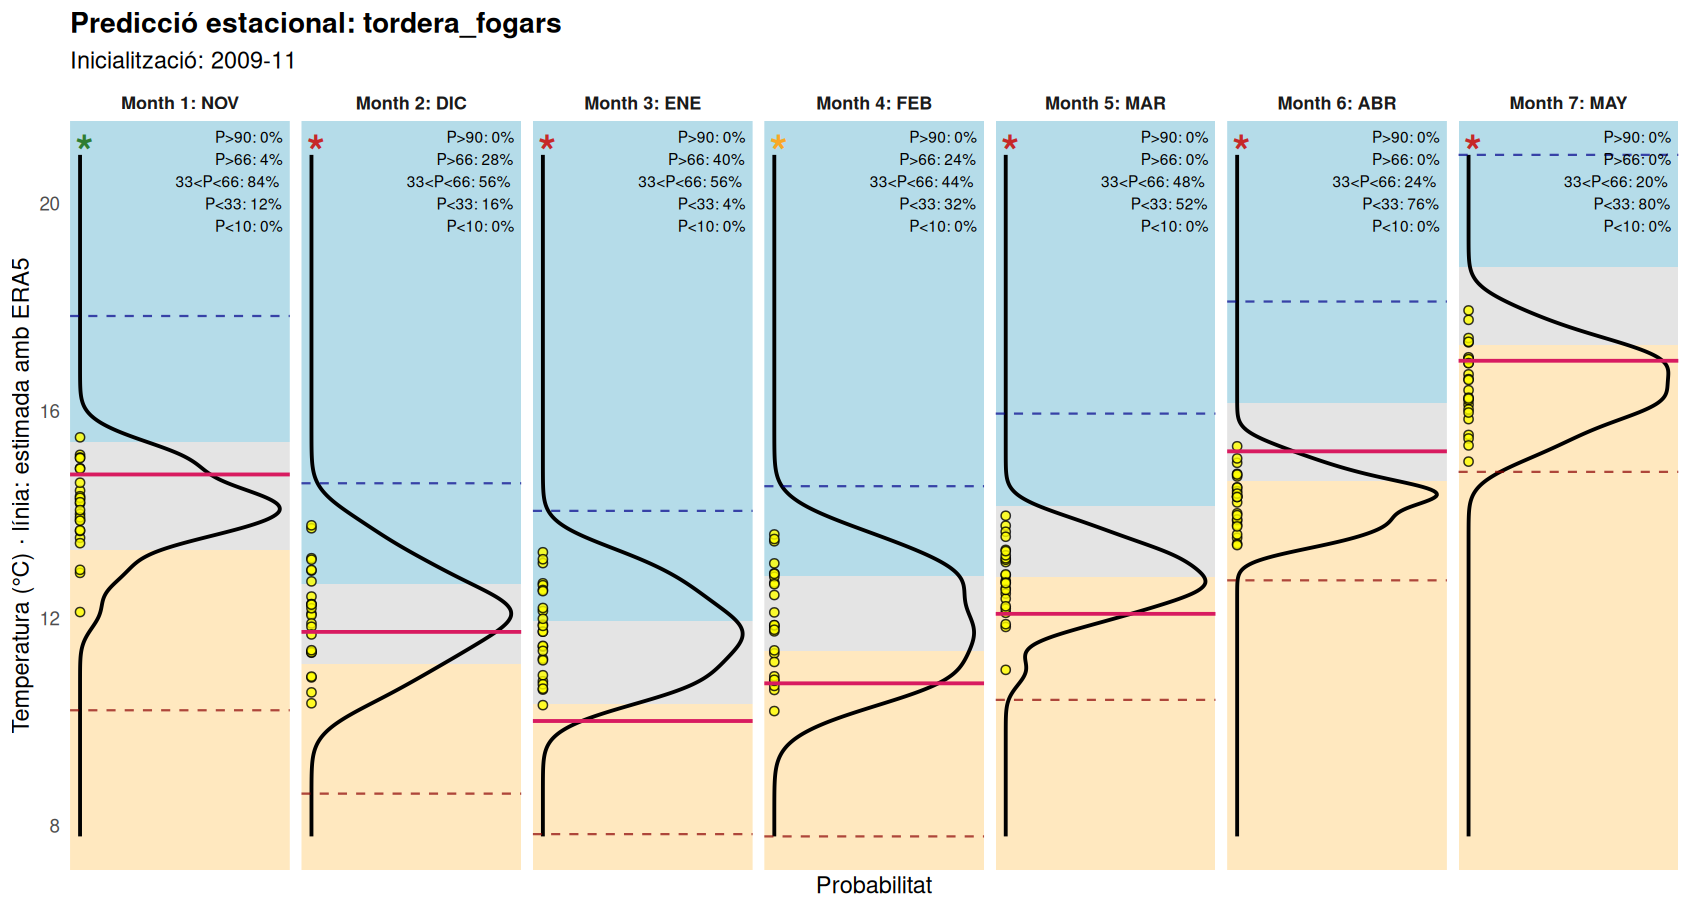 Predicció estacional: tordera_fogars
Inicialització: 2009-11
Month 1: NOV
P>90: 0%
P>66: 4%
33<P<66: 84%
P<33: 12%
P<10: 0%
Month 2: DIC
P>90: 0%
P>66: 28%
33<P<66: 56%
P<33: 16%
P<10: 0%
Month 3: ENE
P>90: 0%
P>66: 40%
33<P<66: 56%
P<33: 4%
P<10: 0%
Month 4: FEB
P>90: 0%
P>66: 24%
33<P<66: 44%
P<33: 32%
P<10: 0%
Month 5: MAR
P>90: 0%
P>66: 0%
33<P<66: 48%
P<33: 52%
P<10: 0%
Month 6: ABR
P>90: 0%
P>66: 0%
33<P<66: 24%
P<33: 76%
P<10: 0%
Month 7: MAY
P>90: 0%
P>66: 0%
33<P<66: 20%
P<33: 80%
P<10: 0%
Temperatura (°C) · línia: estimada amb ERA5
20
16
12
8
Probabilitat